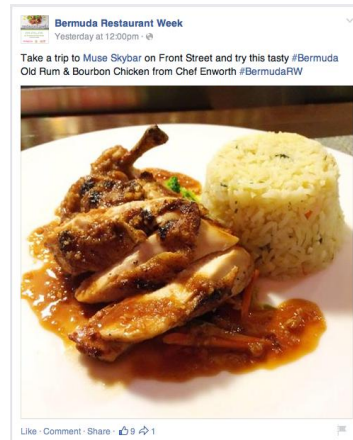 Bermuda Restaurant Week
Yesterday at 12:00pm ·
Take a trip to Muse Skybar on Front Street and try this tasty #Bermuda
Old Rum & Bourbon Chicken from Chef Enworth #BermudaRW
Like · Comment · Share · 9 1